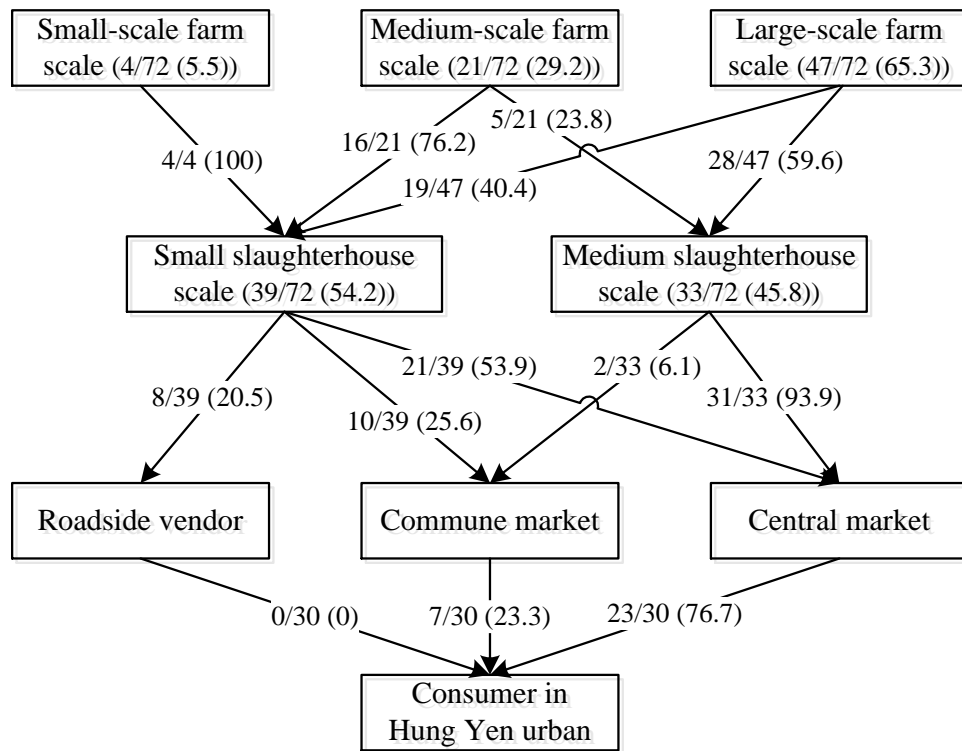 Small-scale farm
scale (4/72 (5.5))
Medium-scale farm
scale (21/72 (29.2))
Large-scale farm
scale (47/72 (65.3))
4/4 (100)
16/21 (76.2)
5/21 (23.8)
19/47 (40.4)
28/47 (59.6)
Small slaughterhouse
scale (39/72 (54.2))
Medium slaughterhouse
scale (33/72 (45.8))
8/39 (20.5)
10/39 (25.6)
21/39 (53.9)
2/33 (6.1)
31/33 (93.9)
Roadside vendor
Commune market
Central market
0/30 (0)
7/30 (23.3)
23/30 (76.7)
Consumer in
Hung Yen urban